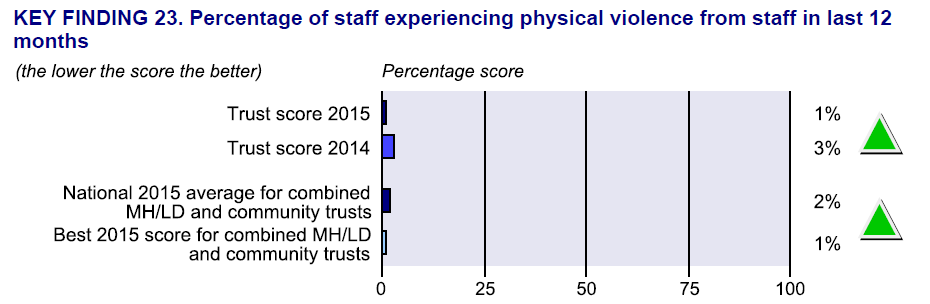 KEY FINDING 23. Percentage of staff experiencing physical violence from staff in last 12
months
(the lower the score the better)
Percentage score
Trust score 2015
1%
Trust score 2014
3%
National 2015 average for combined
MH/LD and community trusts
2%
Best 2015 score for combined MH/LD
and community trusts
1%
0 25 50 75 100